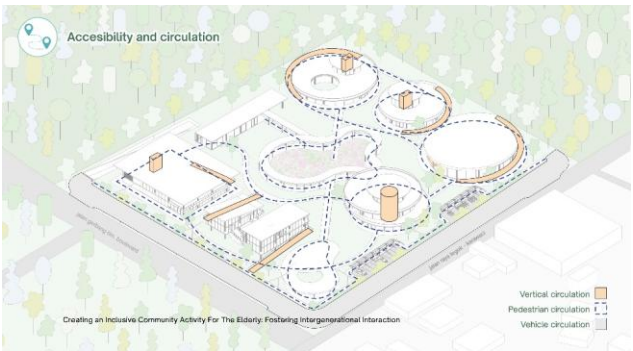 Accesibility and circulation
Creating an Inclusive Community Activity For The Elderly: Fostering Intergenerational Interaction
Vertical circulation
Pedestrian circulation
Vehicle circulation